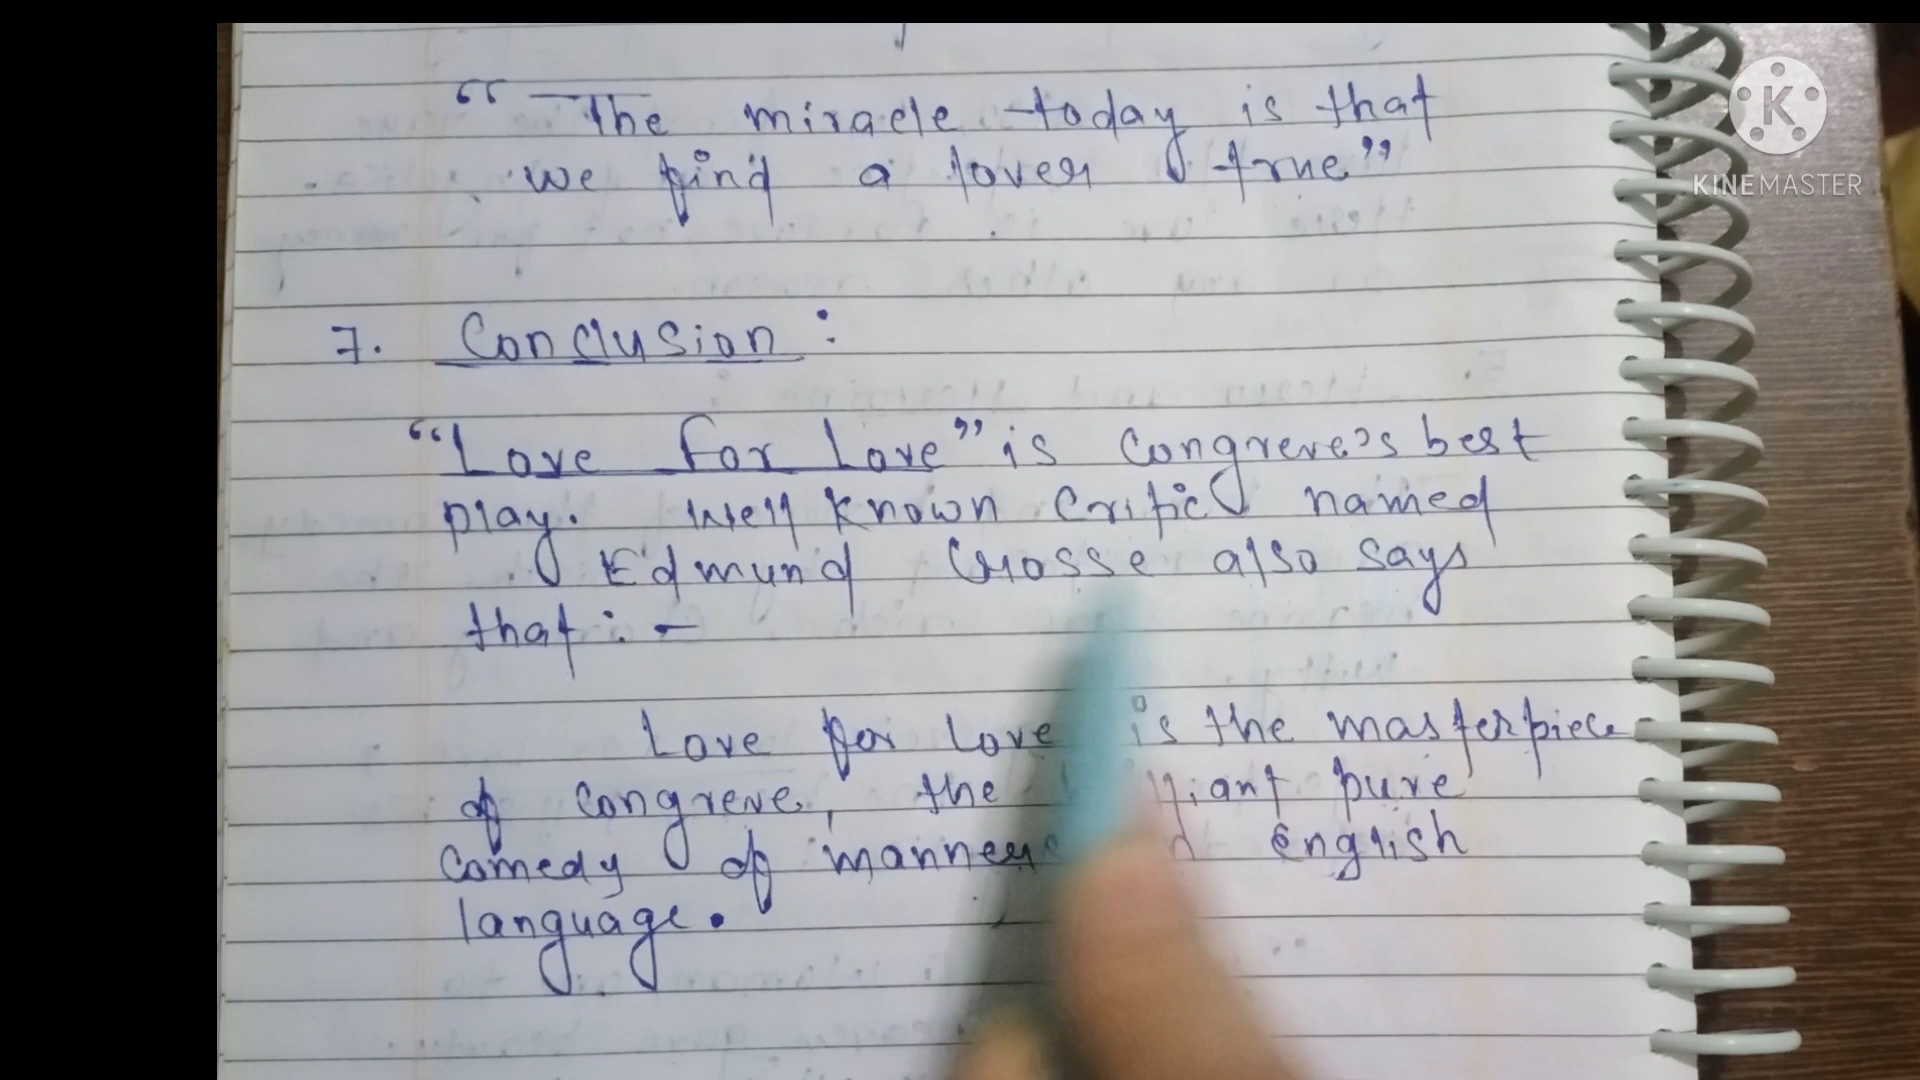 “ The miracle today is that
we find a lover true”
7. Conclusion :
“Love For Love” is Congreve's best
play. Well known Critic named
Edmund Gosse also says
that : -
Love for Love is the masterpiece
of Congreve, the pure
Comedy of manners english
language.
K
KINEMASTER